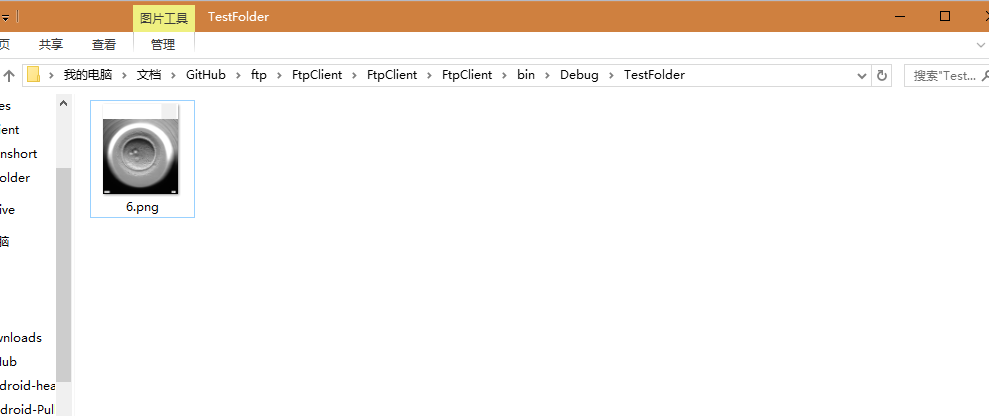 图片工具 TestFolder
页 共享 查看 管理
我的电脑 文档 GitHub ftp FtpClient FtpClient FtpClient bin Debug TestFolder 搜索"Test...
es
ent
nshort
older
ive
脑
wnloads
Hub
droid-hea
droid-Pul
6.png